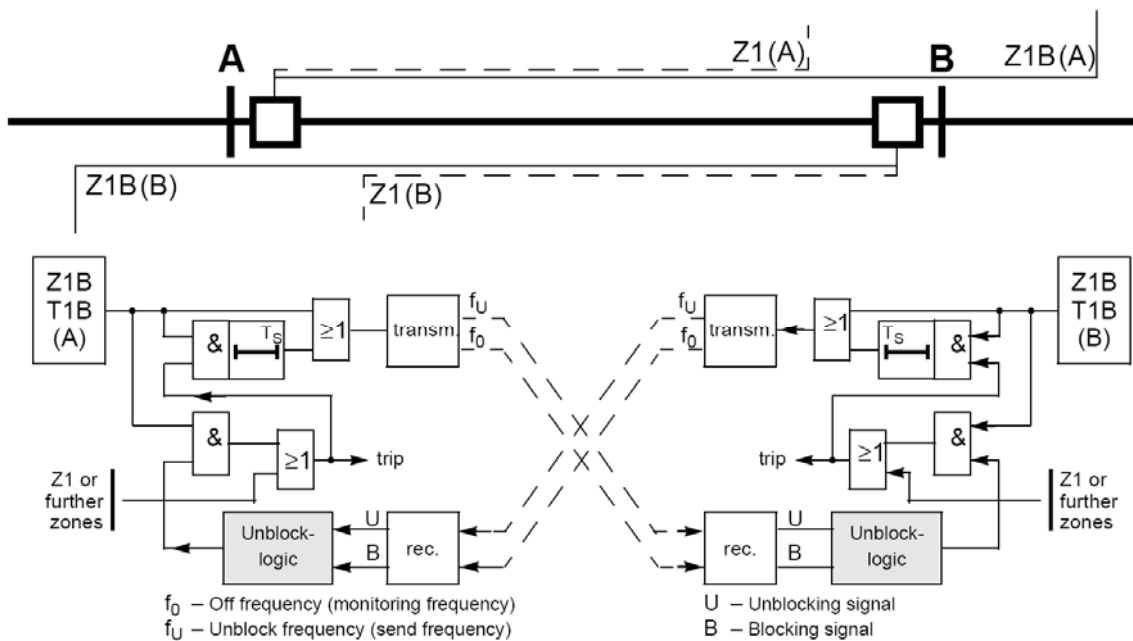 A
Z1(A)
B
Z1B(A)
Z1B(B)
Z1(B)
Z1B
T1B
(A)
&
TS
≥1
transm.
fU
f0
fU
f0
transm.
≥1
TS
&
Z1B
T1B
(B)
&
≥1
trip
trip
≥1
&
Z1 or
further
zones
Z1 or
further
zones
Unblock-
logic
U
B
rec.
rec.
U
B
Unblock-
logic
f0 – Off frequency (monitoring frequency)
fU – Unblock frequency (send frequency)
U – Unblocking signal
B – Blocking signal